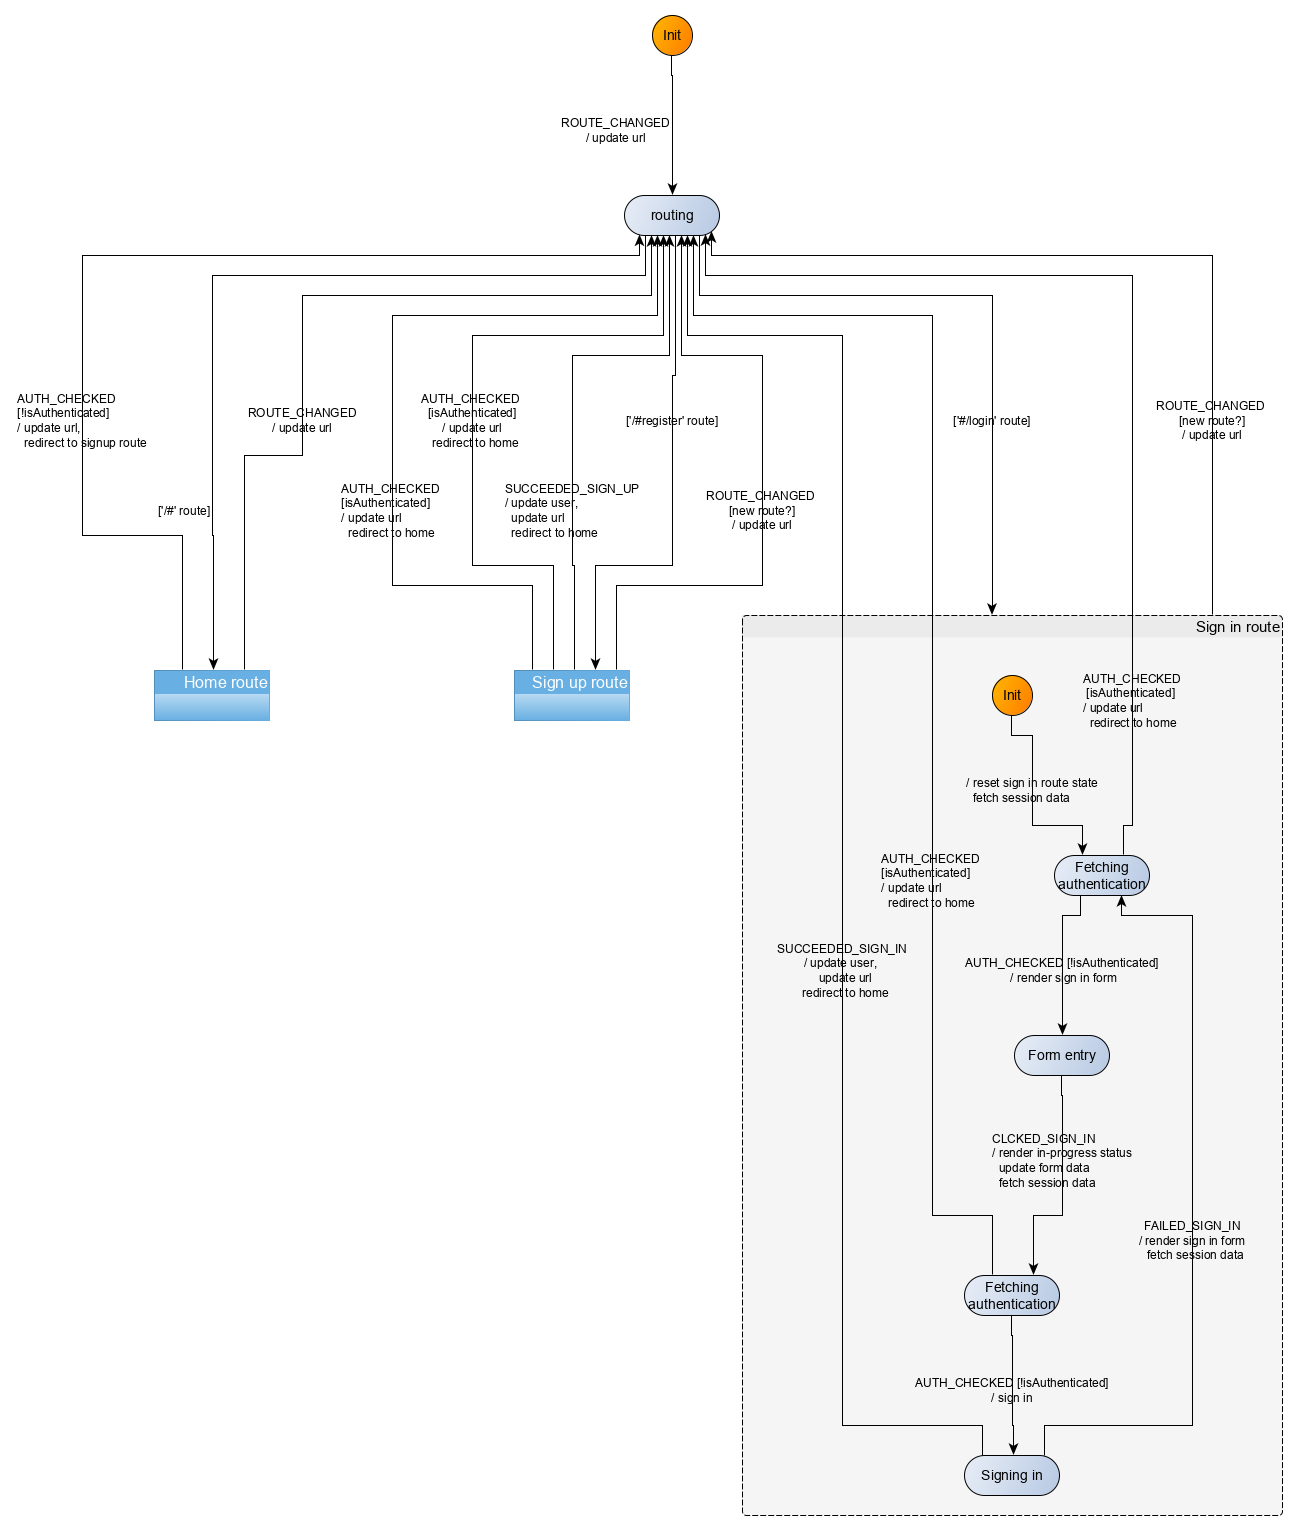 Init
ROUTE_CHANGED
/ update url
routing
AUTH_CHECKED
[!isAuthenticated]
/ update url,
redirect to signup route
['/#' route]
ROUTE_CHANGED
/ update url
AUTH_CHECKED
[isAuthenticated]
/ update url
redirect to home
AUTH_CHECKED
[isAuthenticated]
/ update url
redirect to home
SUCCEEDED_SIGN_UP
/ update user,
update url
redirect to home
['/#register' route]
ROUTE_CHANGED
[new route?]
/ update url
['#/login' route]
ROUTE_CHANGED
[new route?]
/ update url
Home route
Sign up route
Sign in route
Init
AUTH_CHECKED
[isAuthenticated]
/ update url
redirect to home
/ reset sign in route state
fetch session data
Fetching
authentication
AUTH_CHECKED
[isAuthenticated]
/ update url
redirect to home
SUCCEEDED_SIGN_IN
/ update user,
update url
redirect to home
AUTH_CHECKED [!isAuthenticated]
/ render sign in form
Form entry
CLCKED_SIGN_IN
/ render in-progress status
update form data
fetch session data
FAILED_SIGN_IN
/ render sign in form
fetch session data
Fetching
authentication
AUTH_CHECKED [!isAuthenticated]
/ sign in
Signing in